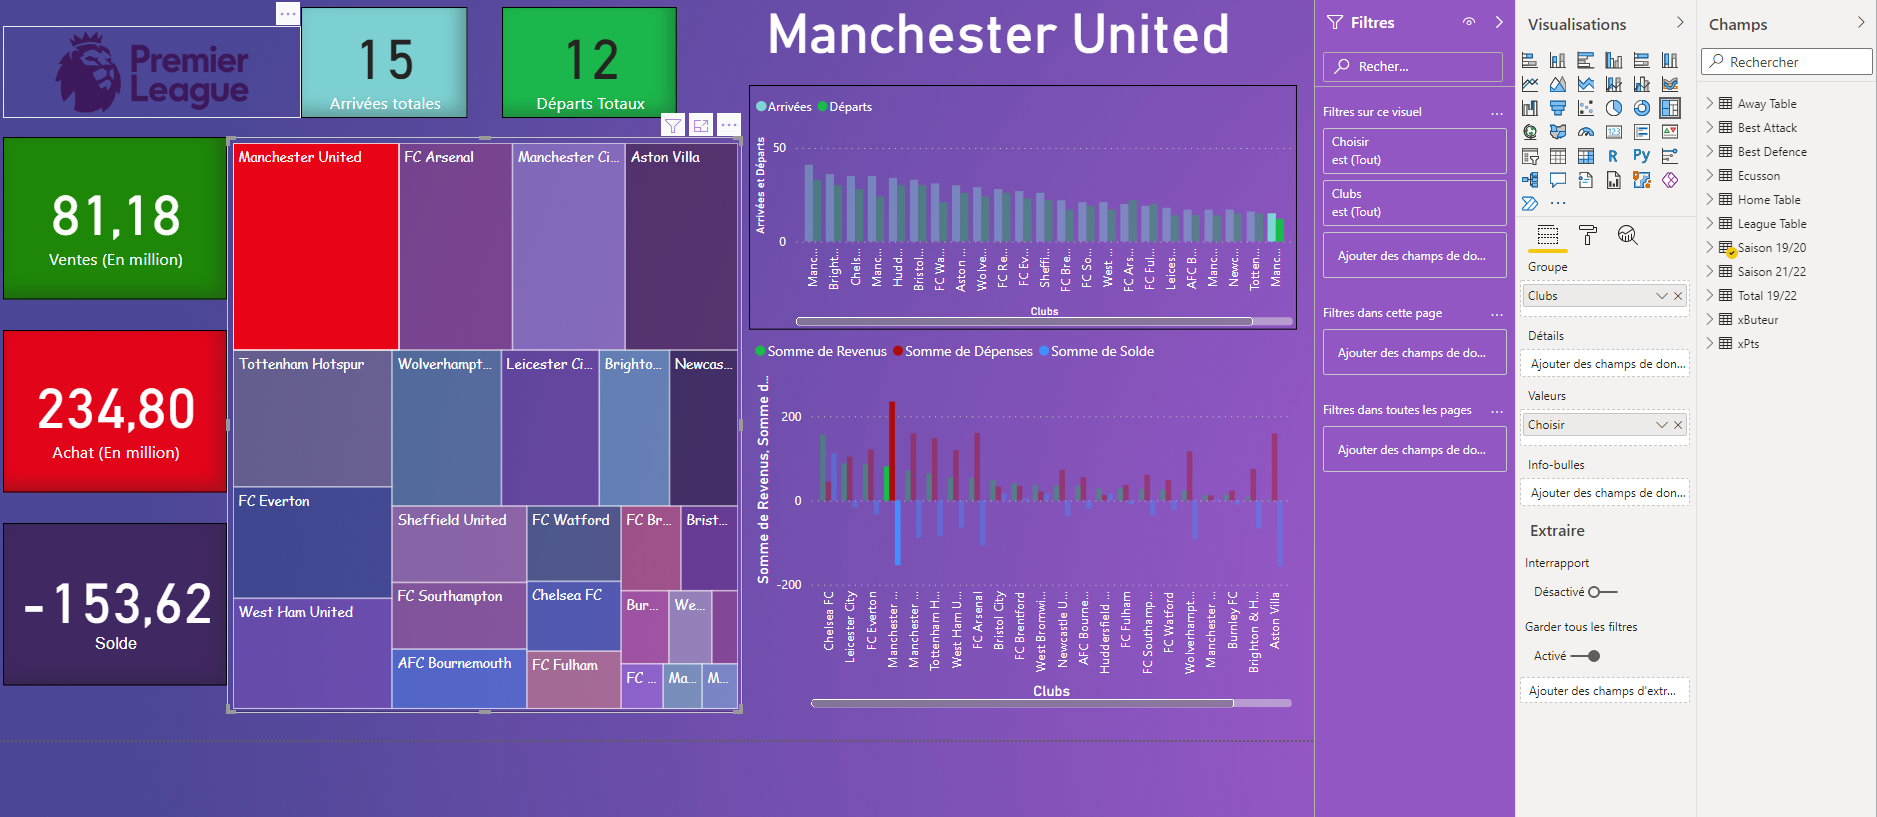 Premier
League
15
Arrivées totales
12
Départs Totaux
Manchester United
81,18
Ventes (En million)
234,80
Achat (En million)
-153,62
Solde
Manchester United
FC Arsenal
Manchester Ci...
Aston Villa
Tottenham Hotspur
Wolverhampt...
Leicester Ci...
Brighto...
Newcas...
FC Everton
West Ham United
Sheffield United
FC Watford
FC Br...
Brist...
FC Southampton
Chelsea FC
Bur...
We...
AFC Bournemouth
FC Fulham
FC ...
Ma...
M...
Arrivées
Départs
Arrivées et Départs
50
0
Manc...
Bright...
Chels...
Manc...
Hudd...
Bristol...
FC Wa...
Aston ...
Wolve...
FC Re...
FC Ev...
Sheffi...
FC Bre...
FC So...
West ...
FC Ars...
FC Ful...
Leices...
AFC B...
Manc...
Newc...
Totten...
Manc...
Clubs
Somme de Revenus
Somme de Dépenses
Somme de Solde
Somme de Revenus, Somme d...
200
0
-200
Chelsea FC
Leicester City
FC Everton
Manchester ...
Manchester ...
Tottenham H...
West Ham U...
FC Arsenal
Bristol City
FC Brentford
West Bromwi...
Newcastle U...
AFC Bourne...
Huddersfield ...
FC Fulham
FC Southamp...
FC Watford
Wolverhampt...
Manchester ...
Burnley FC
Brighton & H...
Aston Villa
Clubs
Filtres
Recher...
Filtres sur ce visuel
Choisir
est (Tout)
Clubs
est (Tout)
Ajouter des champs de do...
Filtres dans cette page
Ajouter des champs de do...
Filtres dans toutes les pages
Ajouter des champs de do...
Visualisations
123
R
Py
Groupe
Clubs
Détails
Ajouter des champs de don...
Valeurs
Choisir
Info-bulles
Ajouter des champs de don...
Extraire
Interrapport
Désactivé
Garder tous les filtres
Activé
Ajouter des champs d'extr...
Champs
Rechercher
Away Table
Best Attack
Best Defence
Ecusson
Home Table
League Table
Saison 19/20
Saison 21/22
Total 19/22
xButeur
xPts